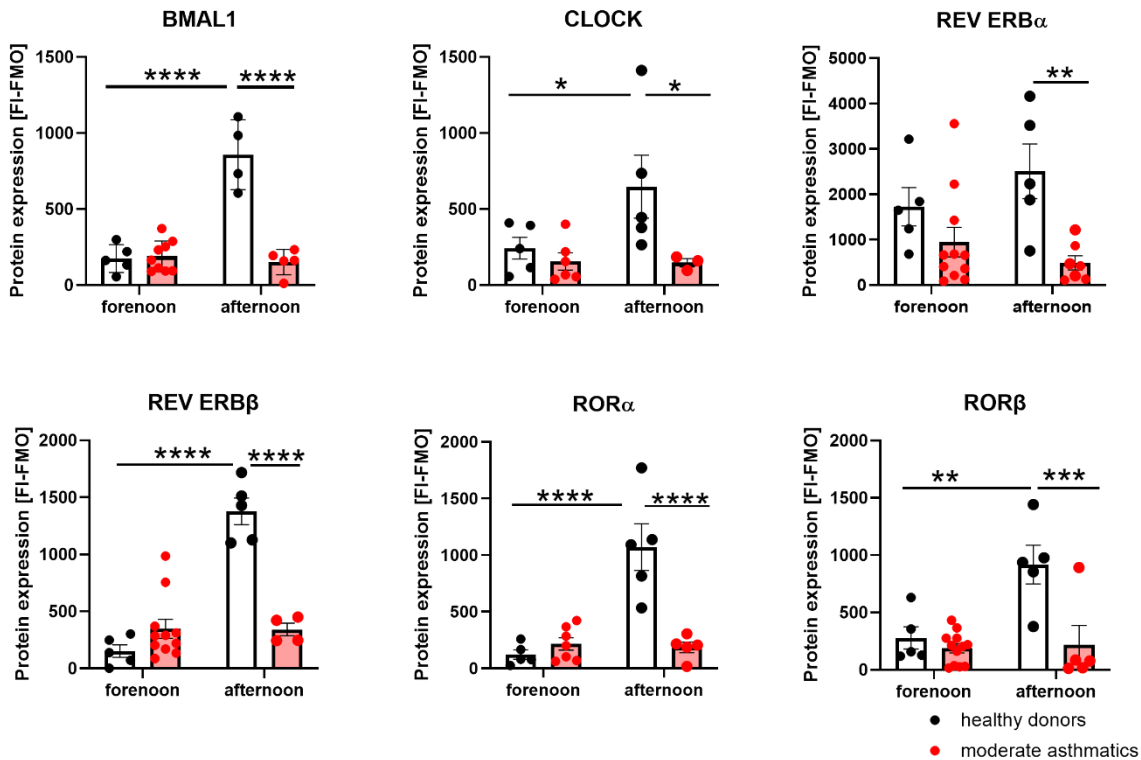 BMAL1
Protein expression [FI-FMO]
1500
1000
500
0
****
****
forenoon
afternoon
CLOCK
Protein expression [FI-FMO]
1500
1000
500
0
*
*
forenoon
afternoon
REV ERBα
Protein expression [FI-FMO]
5000
4000
3000
2000
1000
0
**
forenoon
afternoon
REV ERBβ
Protein expression [FI-FMO]
2000
1500
1000
500
0
****
****
forenoon
afternoon
RORα
Protein expression [FI-FMO]
2000
1500
1000
500
0
****
****
forenoon
afternoon
RORβ
Protein expression [FI-FMO]
2000
1500
1000
500
0
**
***
forenoon
afternoon
healthy donors
moderate asthmatics